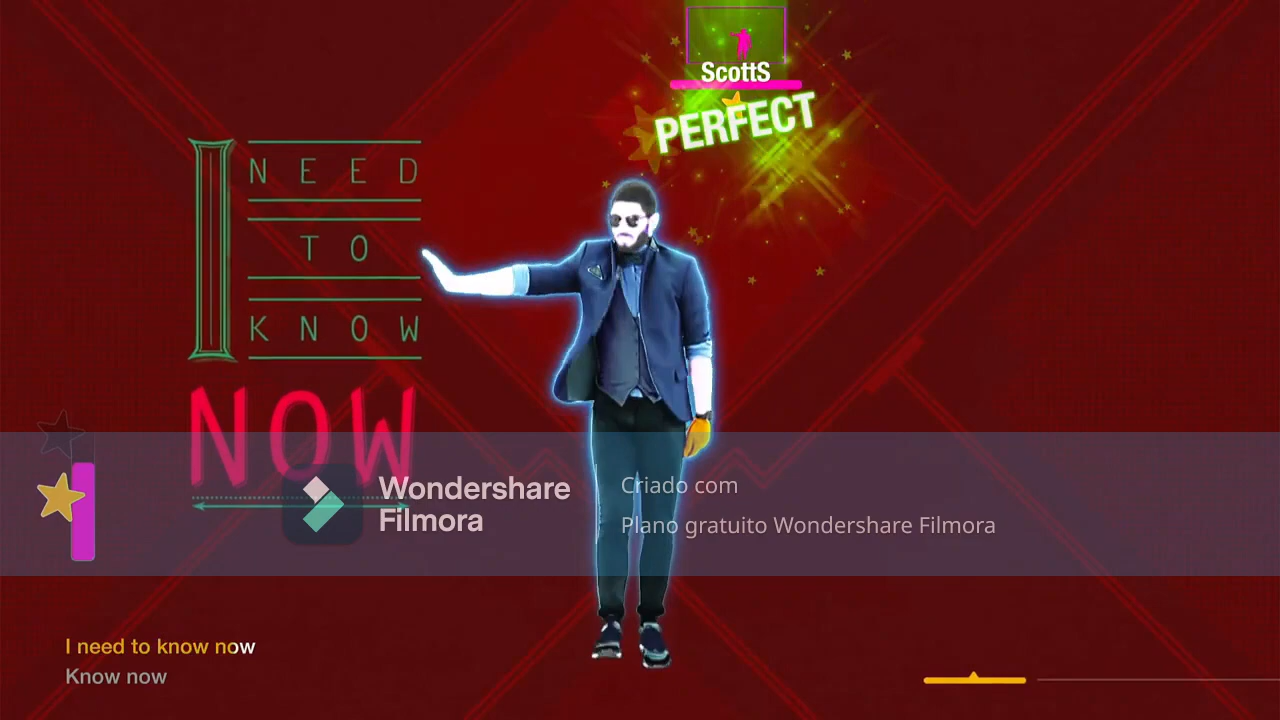 ScottS
PERFECT
I NEED
TO
KNOW
NOW
Wondershare
Filmora
Criado com
Plano gratuito Wondershare Filmora
I need to know now
Know now